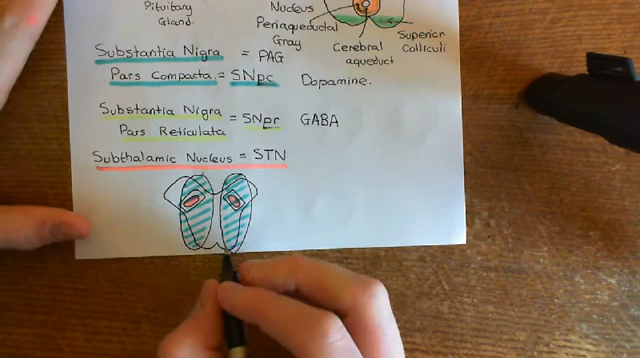 Pituitary
Gland
Nucleus
Periaqueductal
Gray
= PAG
Cerebral
aqueduct
Superior
Colliculi
Substantia Nigra
Pars Compacta = SNpc Dopamine.
Substantia Nigra
Pars Reticulata = SNpr GABA
Subthalamic Nucleus = STN